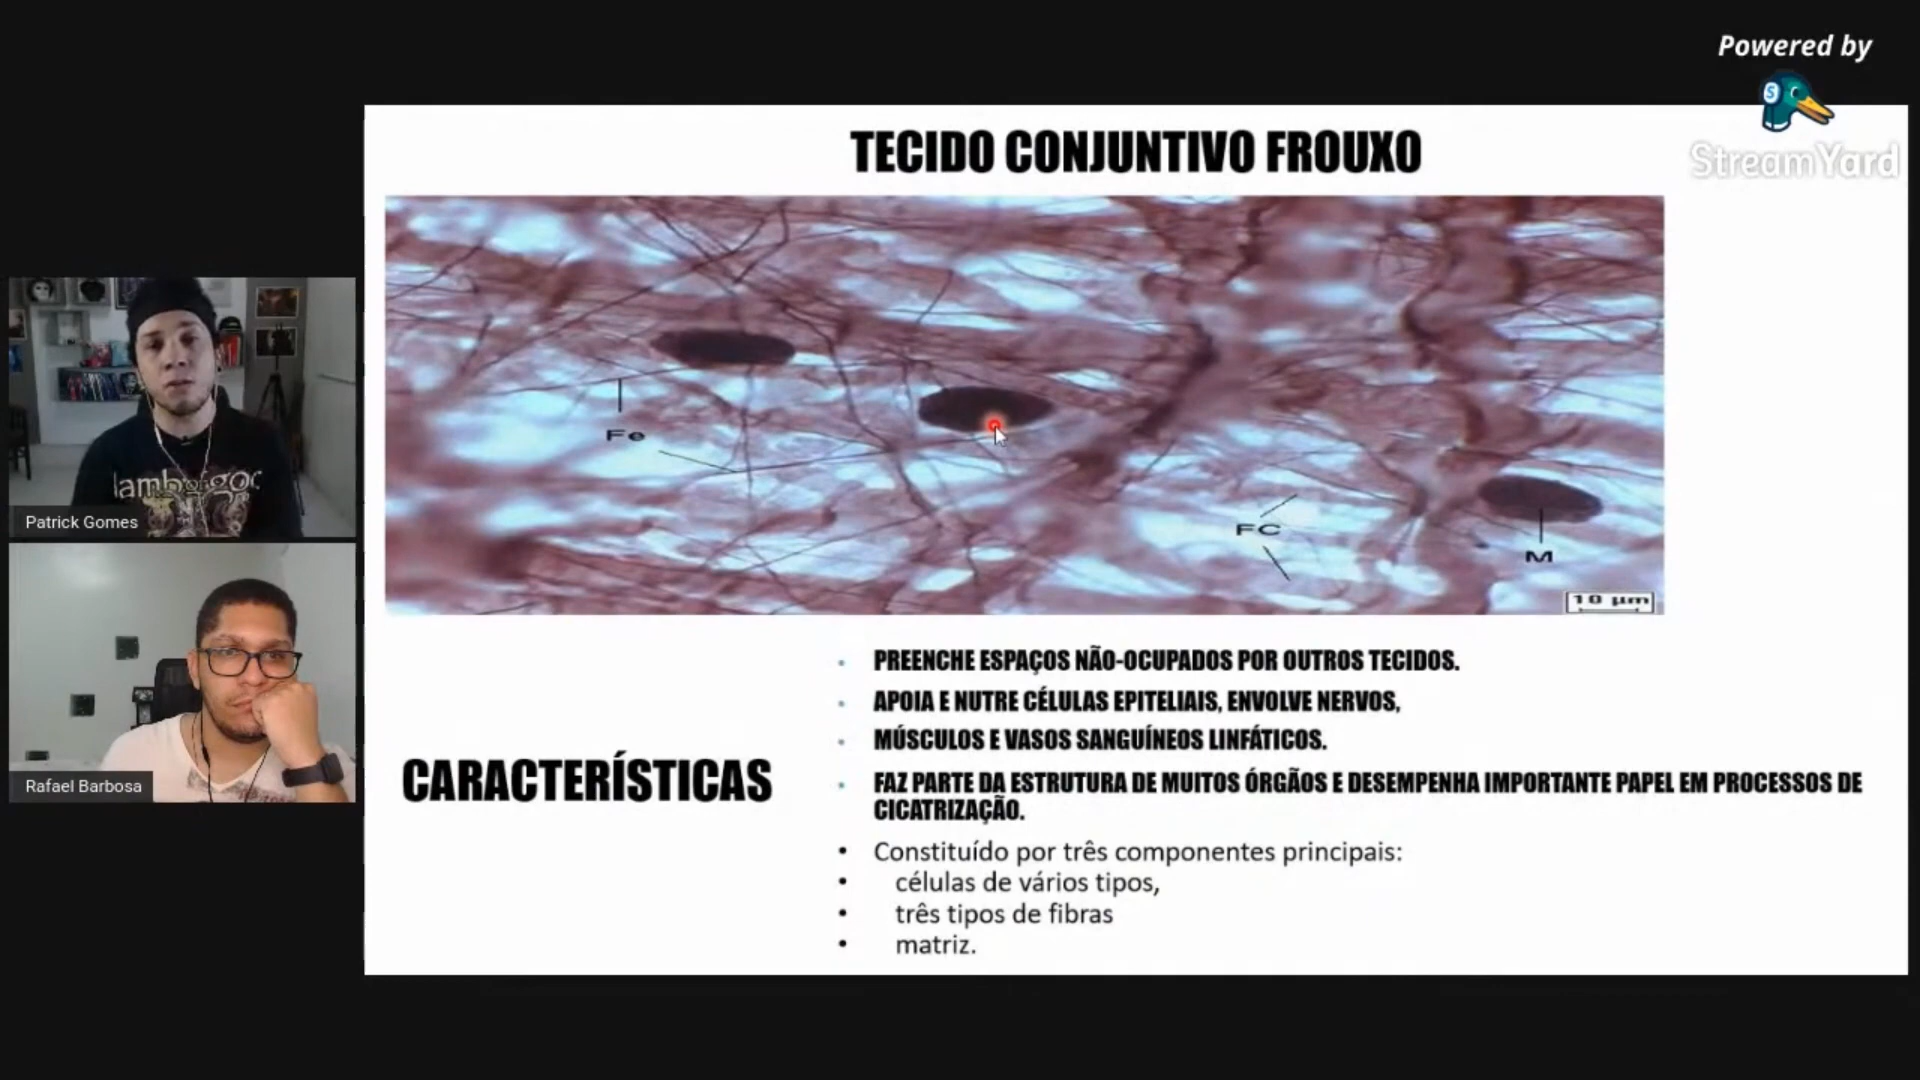 Powered by
StreamYard
TECIDO CONJUNTIVO FROUXO
Fe
FC
M
10 µm
lamb of god
Patrick Gomes
Rafael Barbosa
CARACTERÍSTICAS
PREENCHE ESPAÇOS NÃO-OCUPADOS POR OUTROS TECIDOS.
APOIA E NUTRE CÉLULAS EPITELIAIS, ENVOLVE NERVOS,
MÚSCULOS E VASOS SANGUÍNEOS LINFÁTICOS.
FAZ PARTE DA ESTRUTURA DE MUITOS ÓRGÃOS E DESEMPENHA IMPORTANTE PAPEL EM PROCESSOS DE
CICATRIZAÇÃO.
Constituído por três componentes principais:
células de vários tipos,
três tipos de fibras
matriz.